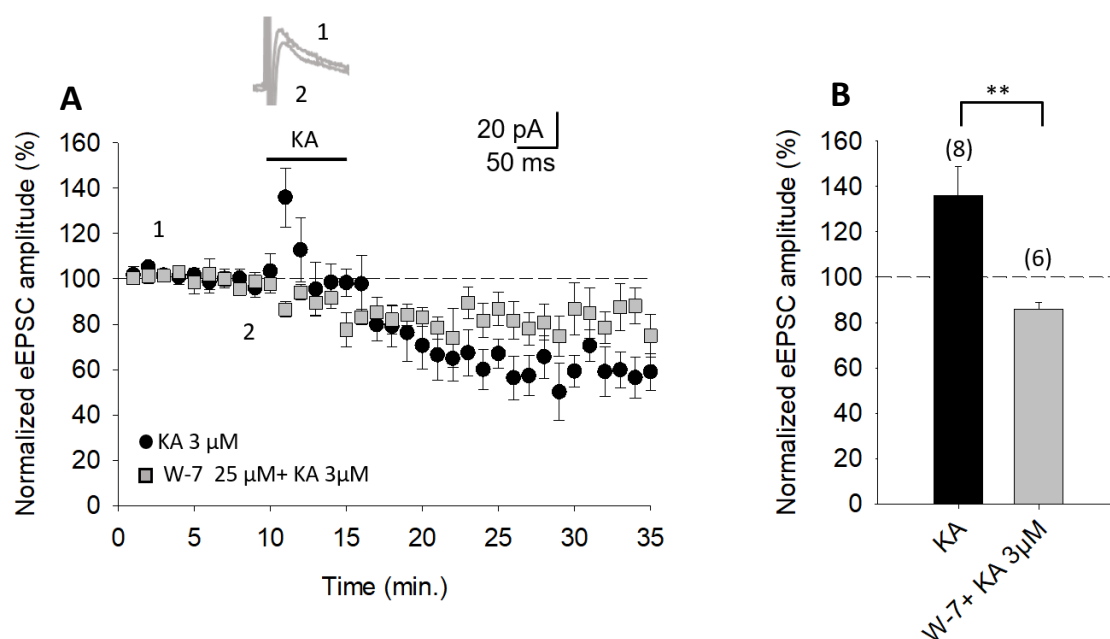 1
2
A
B
KA
20 pA
50 ms
**
Normalized eEPSC amplitude (%)
160
140
120
100
80
60
40
20
0
1
2
KA 3 µM
W-7 25 µM+ KA 3µM
0 5 10 15 20 25 30 35
Time (min.)
Normalized eEPSC amplitude (%)
160
140
120
100
80
60
40
20
0
(8)
(6)
KA
W-7+ KA 3µM